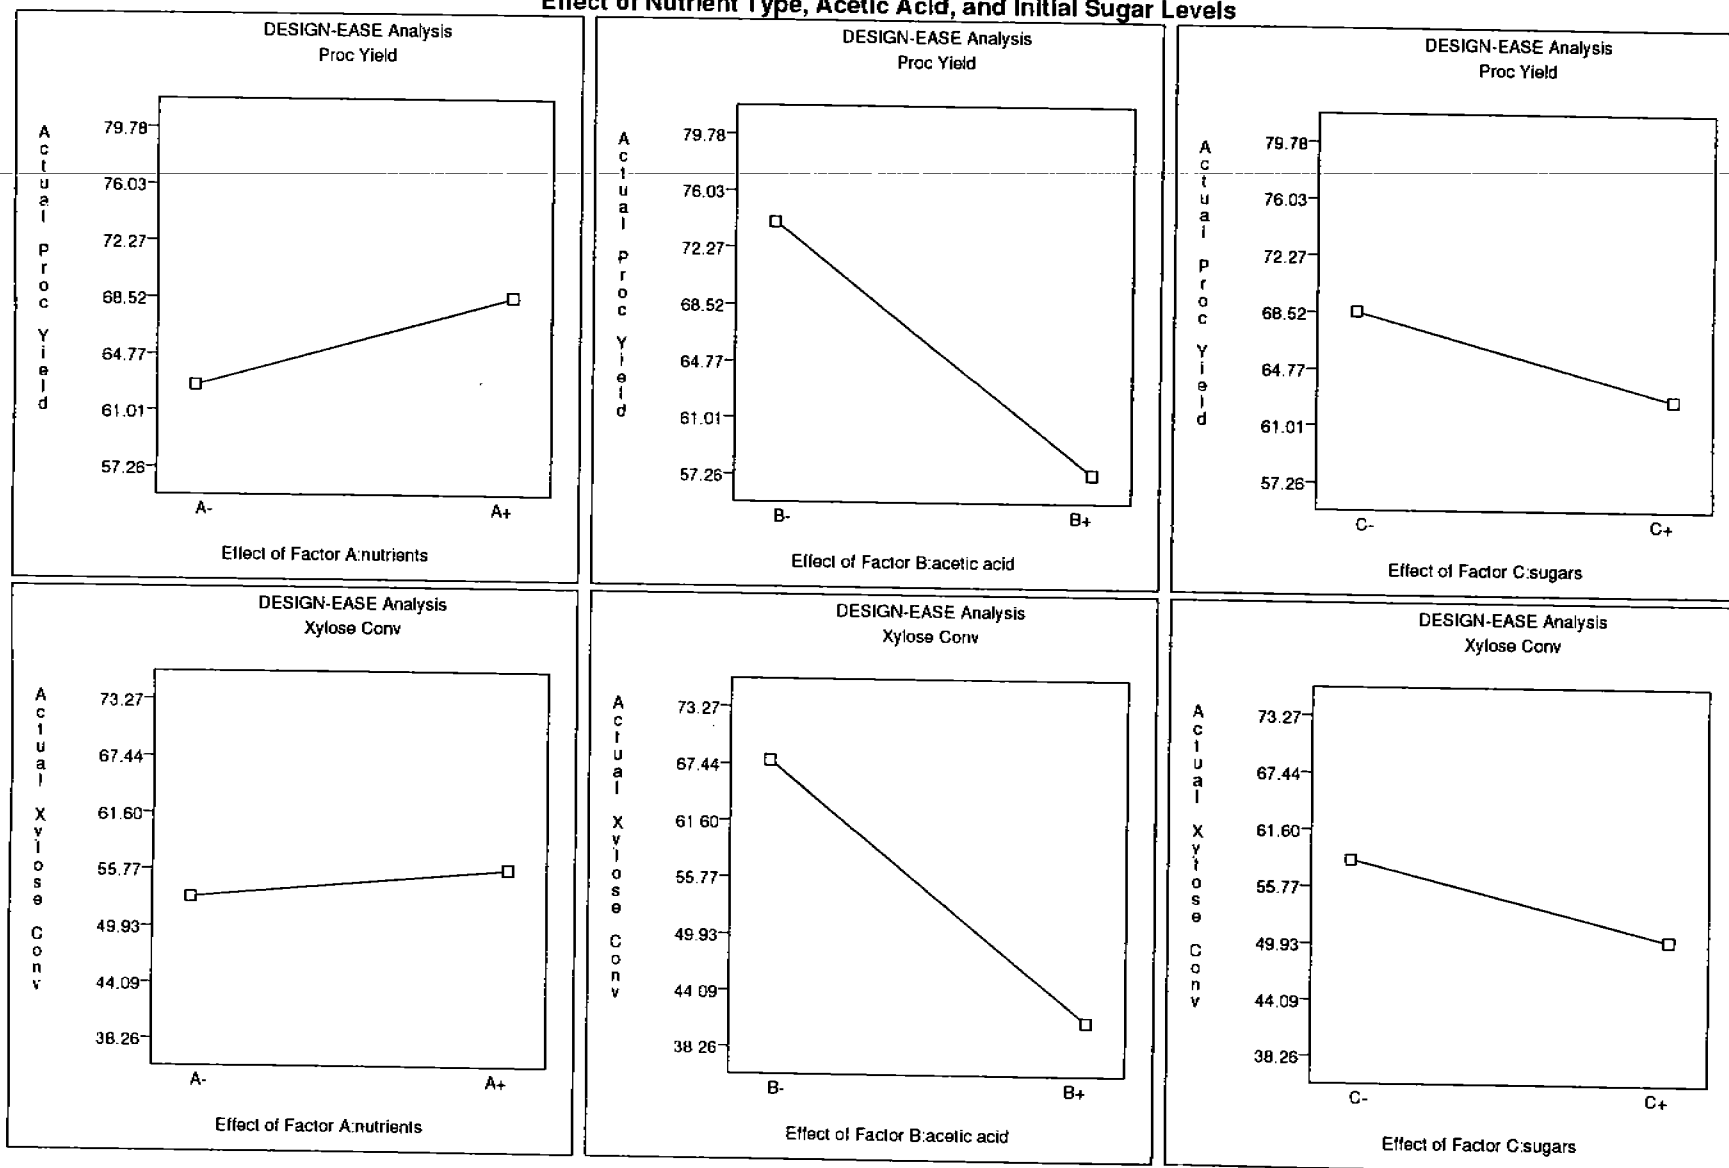 Effect of Nutrient Type, Acetic Acid, and Initial Sugar Levels
DESIGN-EASE Analysis
Proc Yield
Actual Proc Yield
79.78
76.03
72.27
68.52
64.77
61.01
57.26
A-
A+
Effect of Factor A:nutrients
DESIGN-EASE Analysis
Proc Yield
Actual Proc Yield
79.78
76.03
72.27
68.52
64.77
61.01
57.26
B-
B+
Effect of Factor B:acetic acid
DESIGN-EASE Analysis
Proc Yield
Actual Proc Yield
79.78
76.03
72.27
68.52
64.77
61.01
57.26
C-
C+
Effect of Factor C:sugars
DESIGN-EASE Analysis
Xylose Conv
Actual Xylose Conv
73.27
67.44
61.60
55.77
49.93
44.09
38.26
A-
A+
Effect of Factor A:nutrients
DESIGN-EASE Analysis
Xylose Conv
Actual Xylose Conv
73.27
67.44
61 60
55.77
49.93
44 09
38 26
B-
B+
Effect of Factor B:acetic acid
DESIGN-EASE Analysis
Xylose Conv
Actual Xylose Conv
73.27
67.44
61.60
55.77
49.93
44.09
38.26
C-
C+
Effect of Factor C:sugars